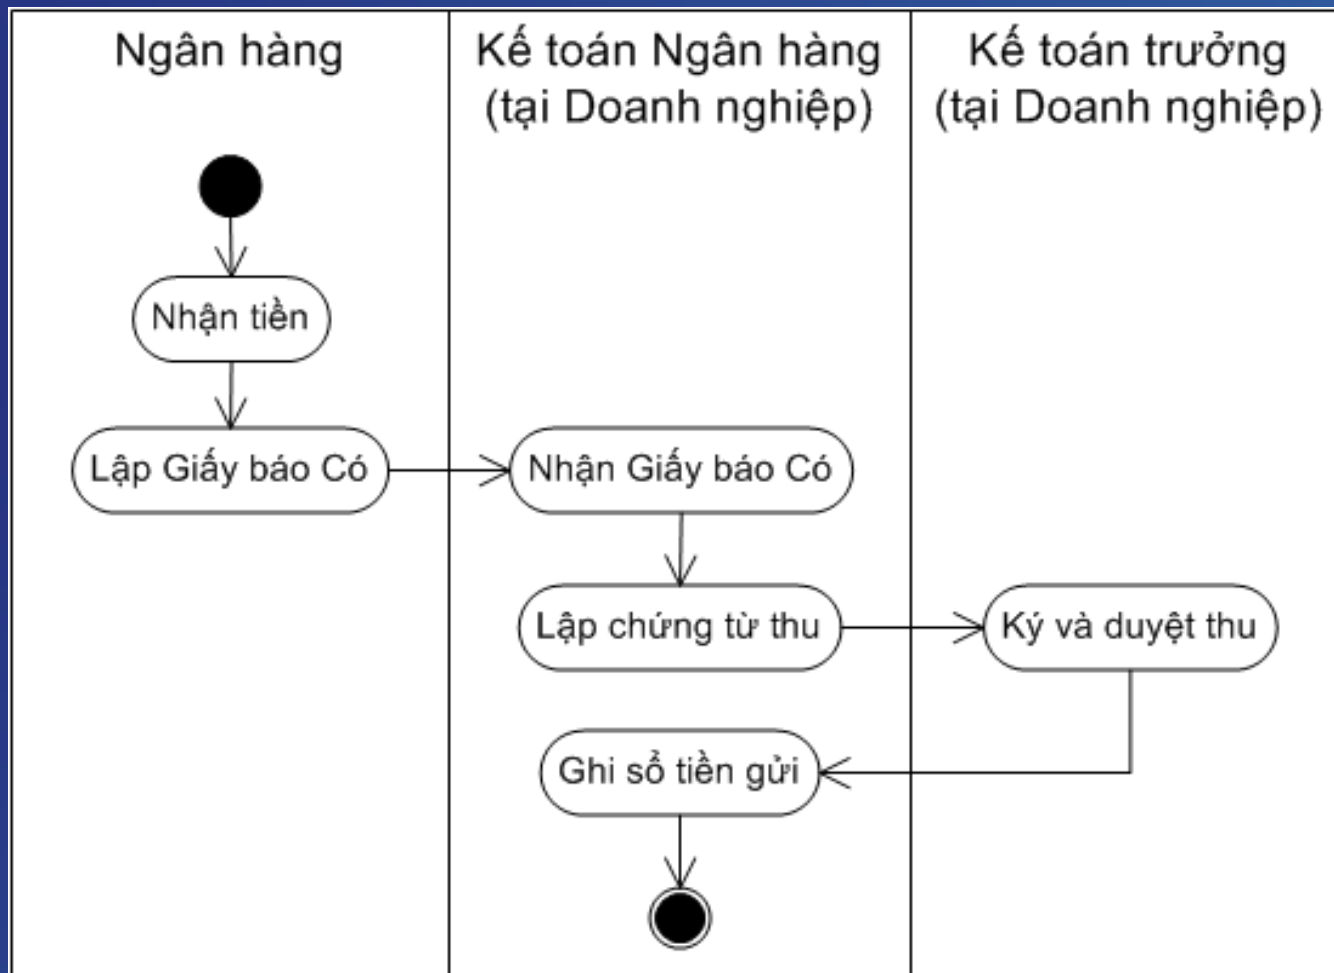 Ngân hàng
Kế toán Ngân hàng
(tại Doanh nghiệp)
Kế toán trưởng
(tại Doanh nghiệp)
Nhận tiền
Lập Giấy báo Có
Nhận Giấy báo Có
Lập chứng từ thu
Ký và duyệt thu
Ghi sổ tiền gửi